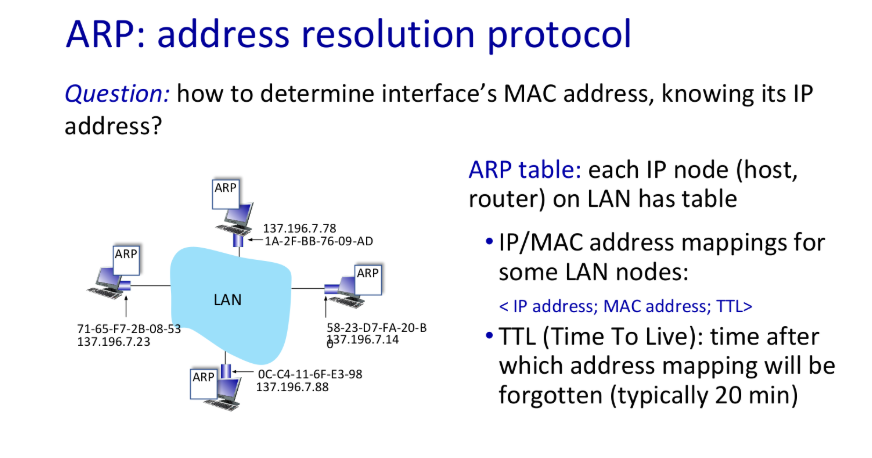 ARP: address resolution protocol
Question: how to determine interface's MAC address, knowing its IP
address?
ARP table: each IP node (host,
router) on LAN has table
• IP/MAC address mappings for
some LAN nodes:
< IP address; MAC address; TTL>
• TTL (Time To Live): time after
which address mapping will be
forgotten (typically 20 min)
ARP
137.196.7.78
1A-2F-BB-76-09-AD
ARP
LAN
ARP
71-65-F7-2B-08-53
137.196.7.23
58-23-D7-FA-20-B
0
137.196.7.14
ARP
0C-C4-11-6F-E3-98
137.196.7.88